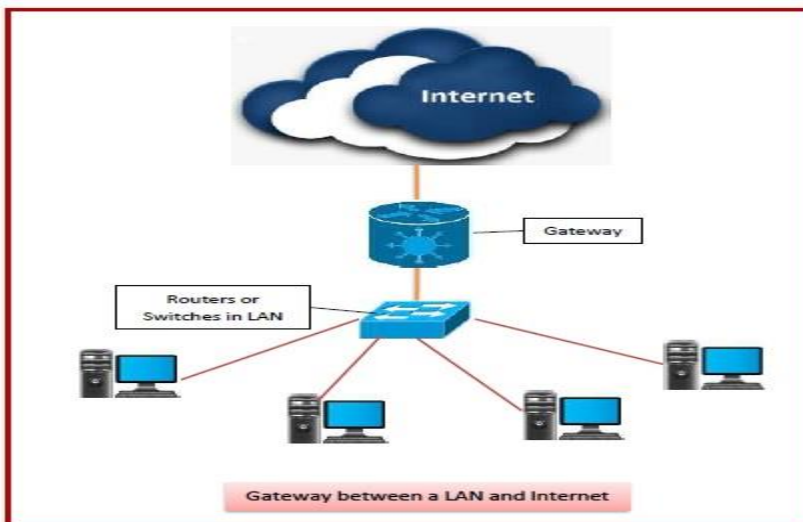 Internet
Gateway
Routers or
Switches in LAN
Gateway between a LAN and Internet